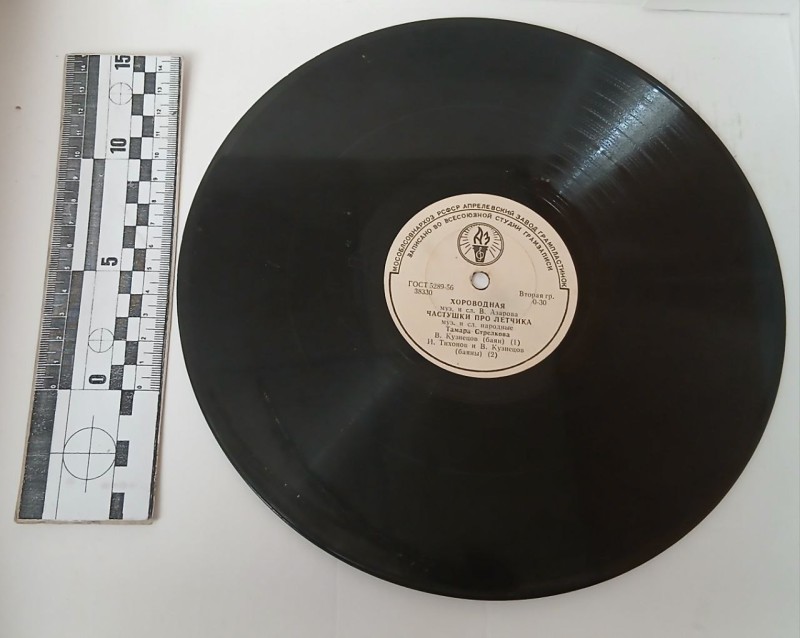 МОСОБЛСОВНАРХОЗ РСФСР АПРЕЛЕВСКИЙ ЗАВОД ГРАМПЛАСТИНОК
ЗАПИСАНО ВО ВСЕСОЮЗНОЙ СТУДИИ ГРАМЗАПИСИ
ГОСТ 5289-56
Вторая гр.
38330
0-30
ХОРОВОДНАЯ
муз. и сл. В. Азарова
ЧАСТУШКИ ПРО ЛЕТЧИКА
муз. и сл. народные
Тамара Стрелкова
В. Кузнецов (баян) (1)
И. Тихонов и В. Кузнецов
(баяны) (2)
15
10
5
0